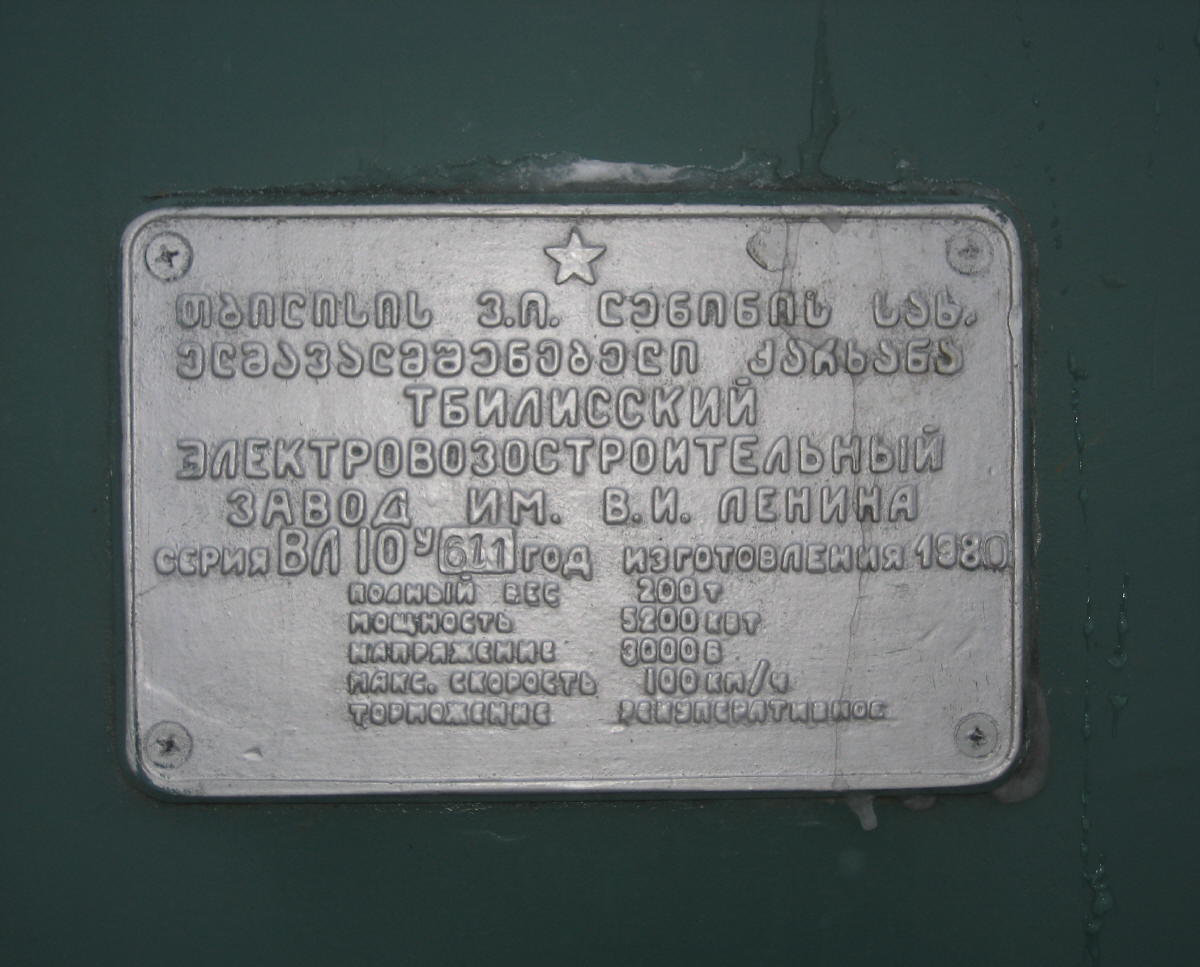 თბილისის ვ.ი. ლენინის სახ.
ელმავალმშენებელი ქარხანა
ТБИЛИССКИЙ
ЭЛЕКТРОВОЗОСТРОИТЕЛЬНЫЙ
ЗАВОД ИМ. В.И. ЛЕНИНА
СЕРИЯ ВЛ10У 611 ГОД ИЗГОТОВЛЕНИЯ 1980
ПОЛНЫЙ ВЕС 200 Т
МОЩНОСТЬ 5200 КВТ
НАПРЯЖЕНИЕ 3000 В
МАКС. СКОРОСТЬ 100 КМ/Ч
ТОРМОЖЕНИЕ РЕКУПЕРАТИВНОЕ